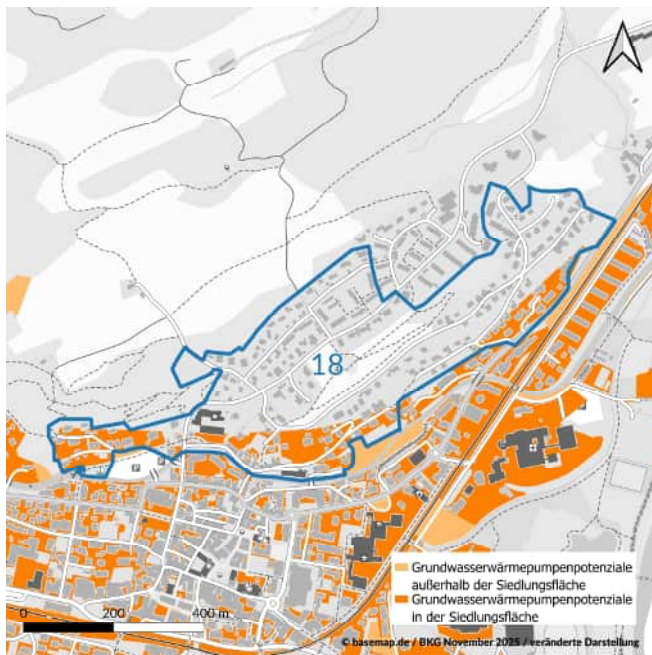 18
Grundwasserwärmepumpenpotenziale
außerhalb der Siedlungsfläche
Grundwasserwärmepumpenpotenziale
in der Siedlungsfläche
0 200 400 m
© basemap.de / BKG November 2025 / veränderte Darstellung